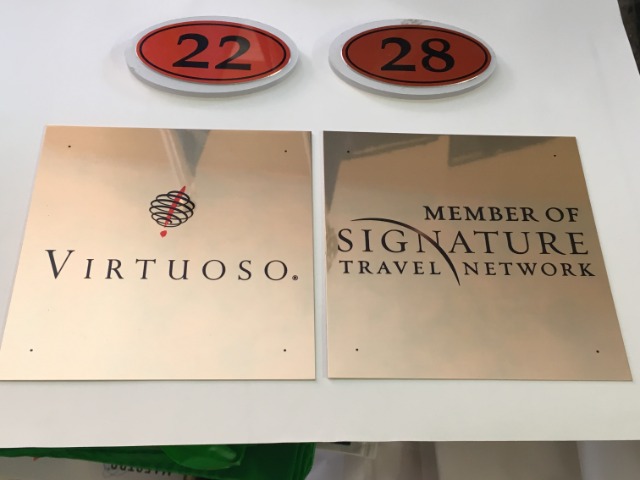 22
28
VIRTUOSO®
MEMBER OF
SIGNATURE
TRAVEL NETWORK